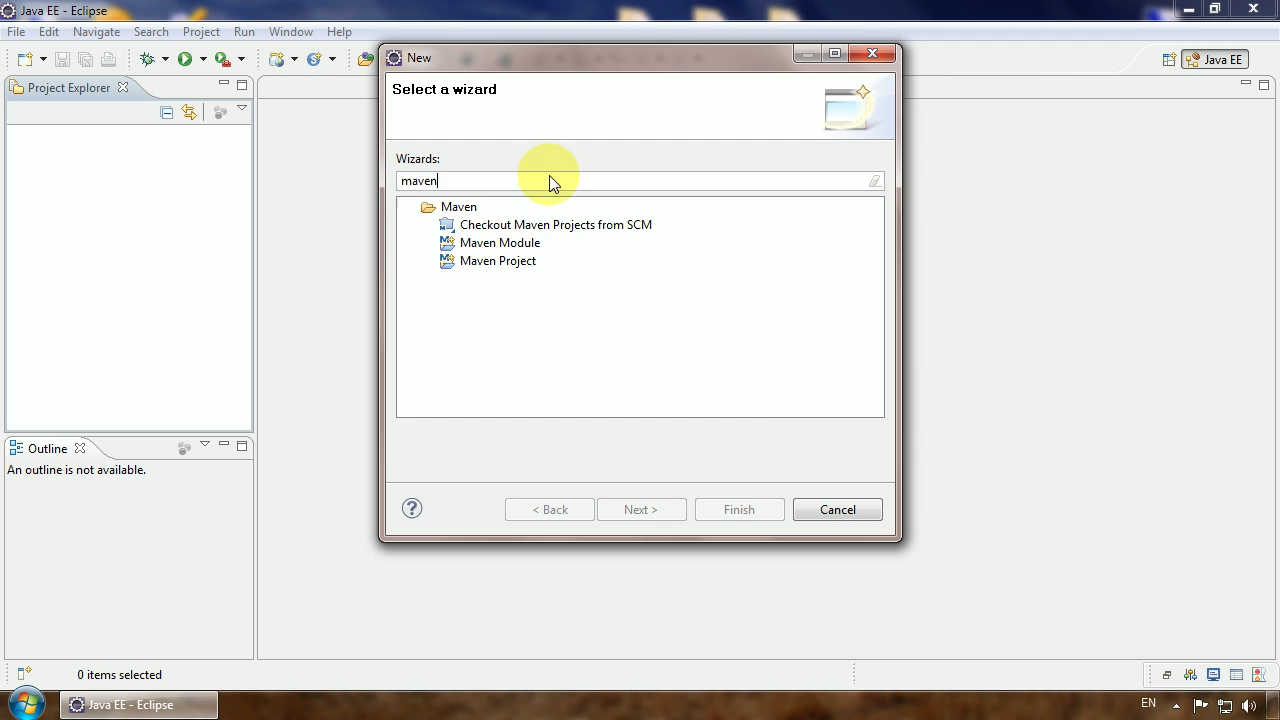 Java EE - Eclipse
File Edit Navigate Search Project Run Window Help
Java EE
Project Explorer
New
Select a wizard
Wizards:
maven
Maven
Checkout Maven Projects from SCM
Maven Module
Maven Project
Outline
An outline is not available.
< Back Next > Finish Cancel
0 items selected
Java EE - Eclipse
EN